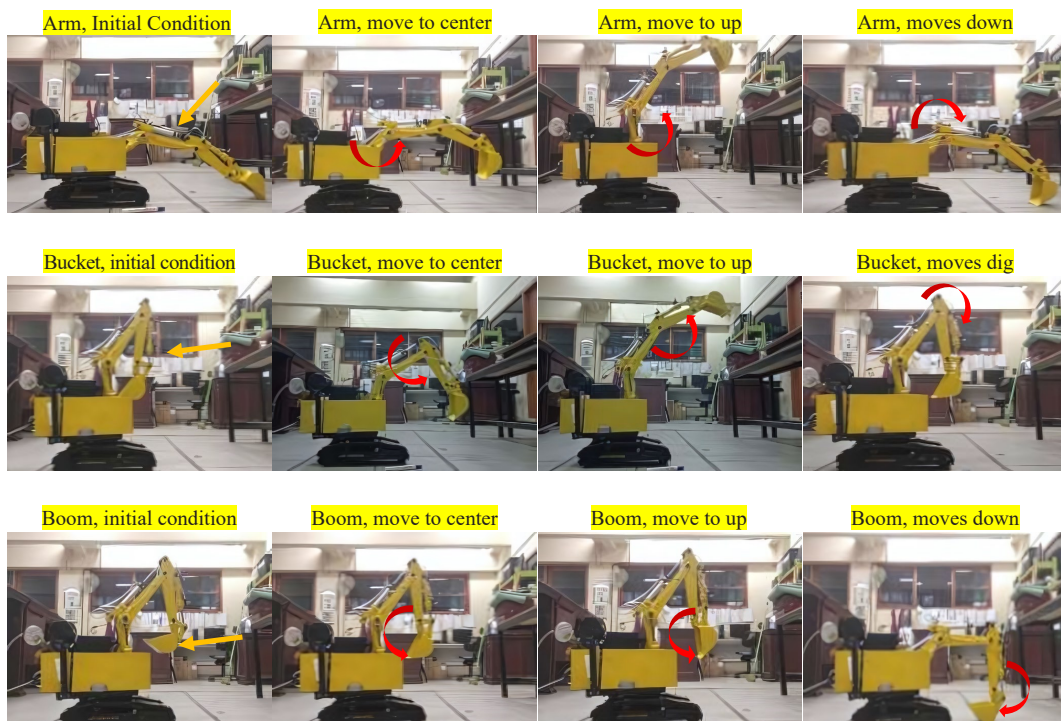 Arm, Initial Condition
Arm, move to center
Arm, move to up
Arm, moves down
Bucket, initial condition
Bucket, move to center
Bucket, move to up
Bucket, moves dig
Boom, initial condition
Boom, move to center
Boom, move to up
Boom, moves down